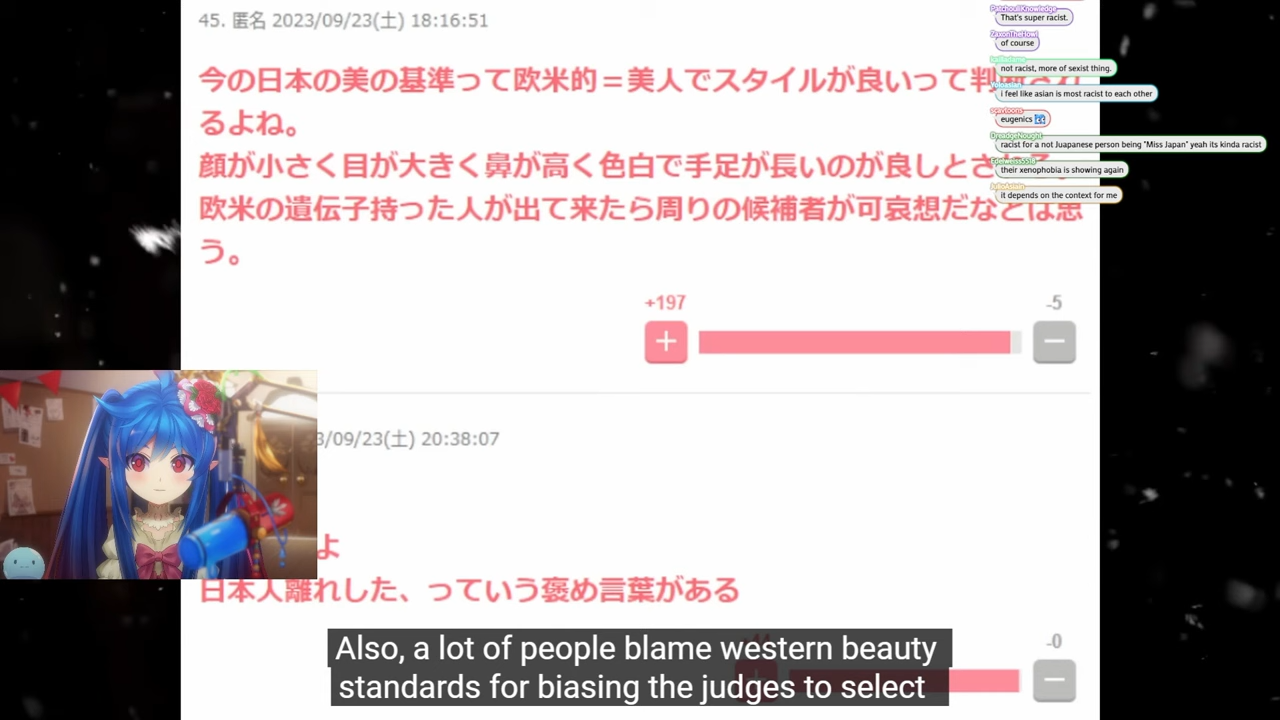 45. 匿名 2023/09/23(土) 18:16:51
今の日本の美の基準って欧米的＝美人でスタイルが良いって判
るよね。
顔が小さく目が大きく鼻が高く色白で手足が長いのが良しとさ
欧米の遺伝子持った人が出て来たら周りの候補者が可哀想だなとは思
う。
+197
-5
3/09/23(土) 20:38:07
よ
日本人離れした、っていう褒め言葉がある
-0
PatchouliKnowledge
That's super racist.
ZaxonTheHowl
of course
not racist, more of sexist thing.
i feel like asian is most racist to each other
eugenics
DreadgeNought
racist for a not Juapanese person being "Miss Japan" yeah its kinda racist
their xenophobia is showing again
it depends on the context for me
Also, a lot of people blame western beauty
standards for biasing the judges to select